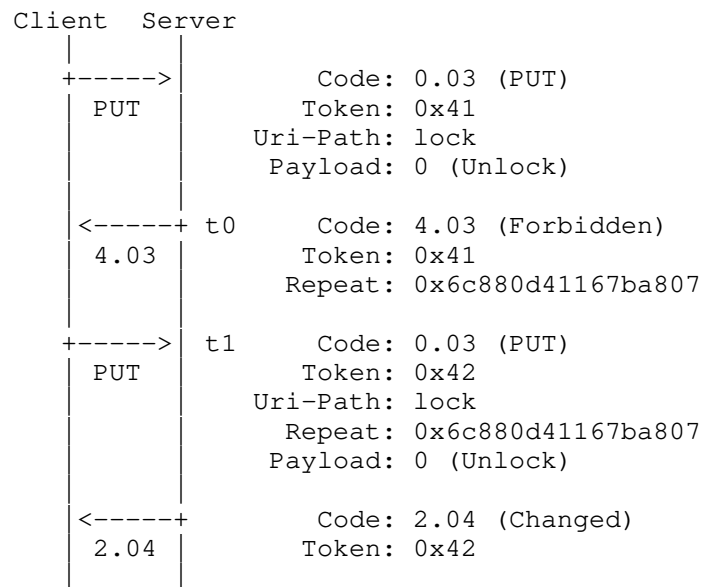 Client Server
+-----> Code: 0.03 (PUT)
PUT Token: 0x41
Uri-Path: lock
Payload: 0 (Unlock)
<-----+ t0 Code: 4.03 (Forbidden)
4.03 Token: 0x41
Repeat: 0x6c880d41167ba807
+-----> t1 Code: 0.03 (PUT)
PUT Token: 0x42
Uri-Path: lock
Repeat: 0x6c880d41167ba807
Payload: 0 (Unlock)
<-----+ Code: 2.04 (Changed)
2.04 Token: 0x42